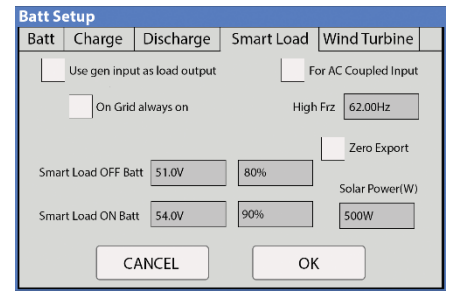 Batt Setup
Batt Charge Discharge Smart Load Wind Turbine
Use gen input as load output For AC Coupled Input
On Grid always on High Frz 62.00Hz
Zero Export
Smart Load OFF Batt 51.0V 80%
Solar Power(W)
Smart Load ON Batt 54.0V 90% 500W
CANCEL OK